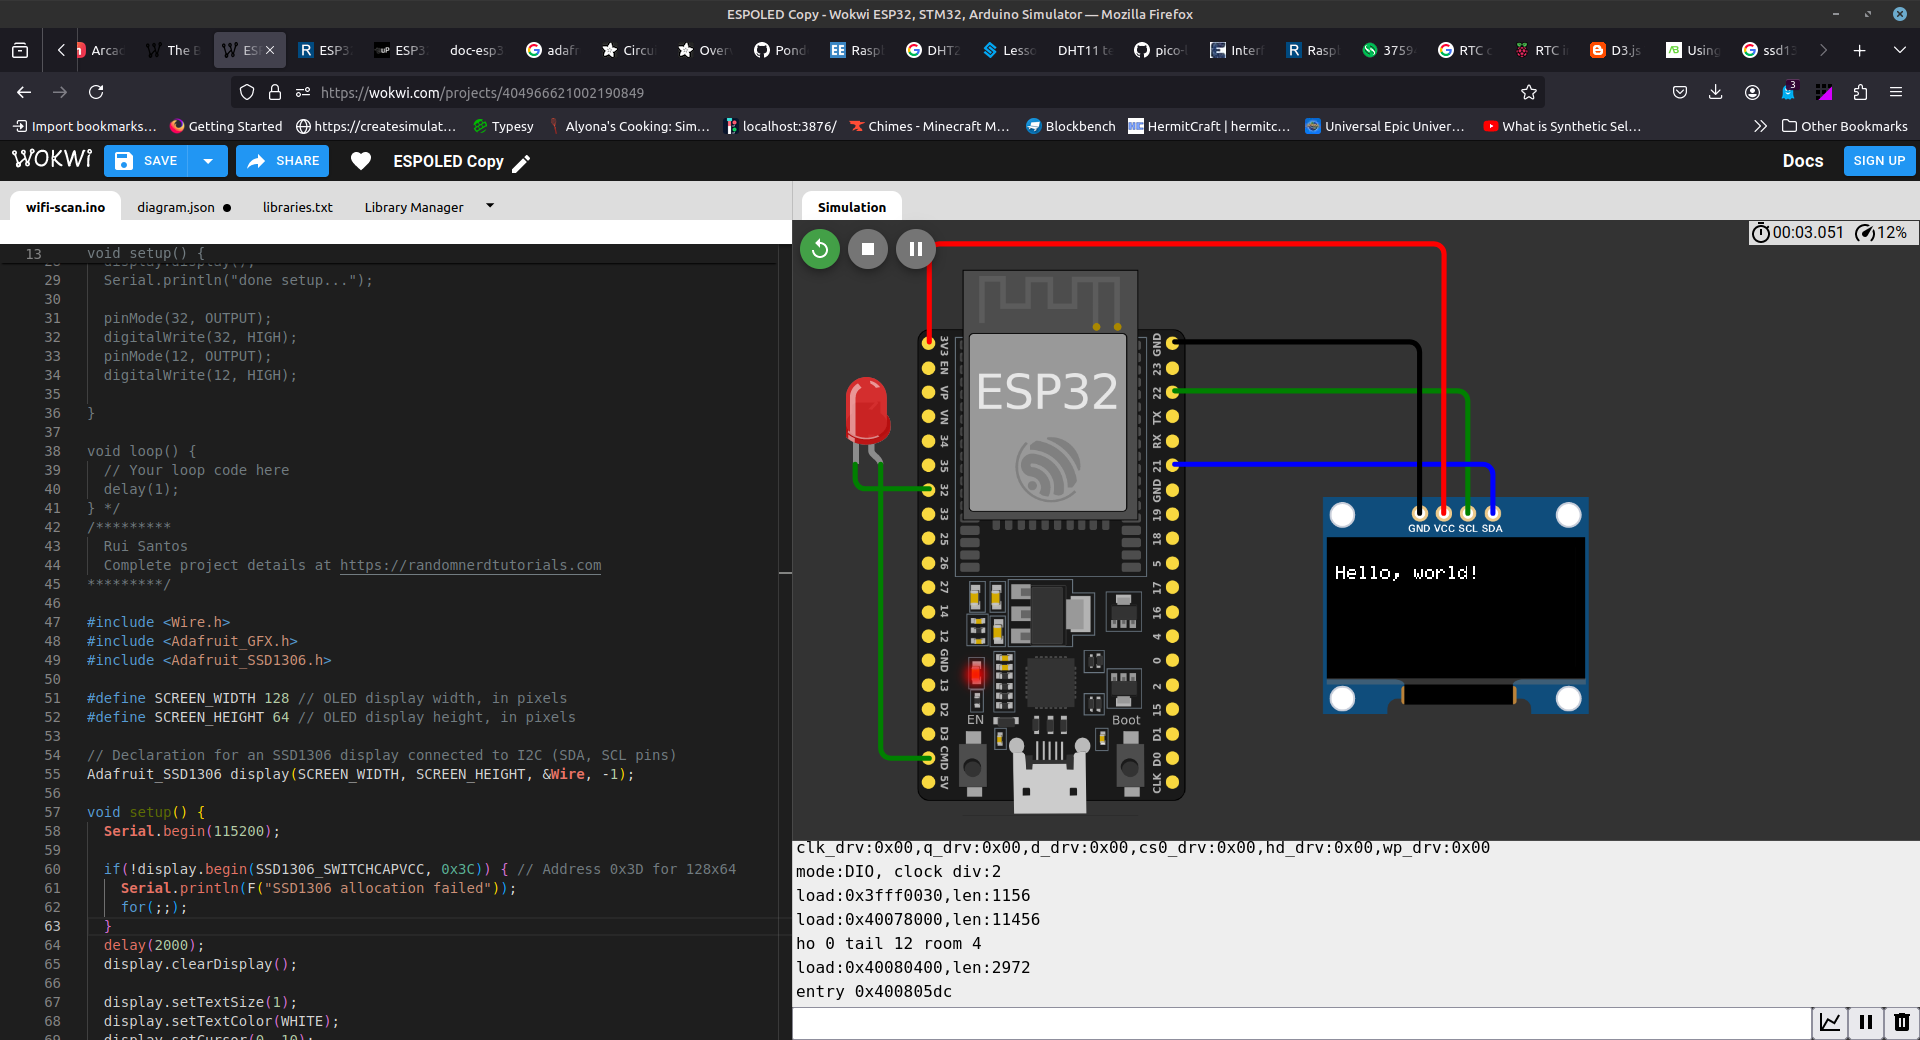 ESPOLED Copy - Wokwi ESP32, STM32, Arduino Simulator — Mozilla Firefox
Arcac The B ES ESP3 ESP3 doc-esp3 adafr Circu Over Pond Rasp DHT2 Lesso DHT11 te pico- Interf Rasp 3759 RTC c RTC i D3.js Using ssd13
https://wokwi.com/projects/404966621002190849
3
Import bookmarks... Getting Started https://createsimulat... Typesy Alyona's Cooking: Sim... localhost:3876/ Chimes - Minecraft M... Blockbench HermitCraft | hermitc... Universal Epic Univer... What is Synthetic Sel... Other Bookmarks
WOKWI SAVE SHARE ESPOLED Copy Docs SIGN UP
wifi-scan.ino diagram.json libraries.txt Library Manager
Simulation
00:03.051 12%
13 void setup() {
28 display.display();
29 Serial.println("done setup...");
30
31 pinMode(32, OUTPUT);
32 digitalWrite(32, HIGH);
33 pinMode(12, OUTPUT);
34 digitalWrite(12, HIGH);
35
36 }
37
38 void loop() {
39 // Your loop code here
40 delay(1);
41 } */
42 /*********
43 Rui Santos
44 Complete project details at https://randomnerdtutorials.com
45 *********/
46
47 #include <Wire.h>
48 #include <Adafruit_GFX.h>
49 #include <Adafruit_SSD1306.h>
50
51 #define SCREEN_WIDTH 128 // OLED display width, in pixels
52 #define SCREEN_HEIGHT 64 // OLED display height, in pixels
53
54 // Declaration for an SSD1306 display connected to I2C (SDA, SCL pins)
55 Adafruit_SSD1306 display(SCREEN_WIDTH, SCREEN_HEIGHT, &Wire, -1);
56
57 void setup() {
58 Serial.begin(115200);
59
60 if(!display.begin(SSD1306_SWITCHCAPVCC, 0x3C)) { // Address 0x3D for 128x64
61 Serial.println(F("SSD1306 allocation failed"));
62 for(;;);
63 }
64 delay(2000);
65 display.clearDisplay();
66
67 display.setTextSize(1);
68 display.setTextColor(WHITE);
69 display.setCursor(0, 10);
ESP32
3V3 EN VP VN 34 35 32 33 25 26 27 14 12 GND 13 D2 D3 CMD 5V
GND 23 22 TX RX 21 GND 19 18 5 17 16 4 0 2 15 D1 D0 CLK
EN Boot
GND VCC SCL SDA
Hello, world!
clk_drv:0x00,q_drv:0x00,d_drv:0x00,cs0_drv:0x00,hd_drv:0x00,wp_drv:0x00
mode:DIO, clock div:2
load:0x3fff0030,len:1156
load:0x40078000,len:11456
ho 0 tail 12 room 4
load:0x40080400,len:2972
entry 0x400805dc